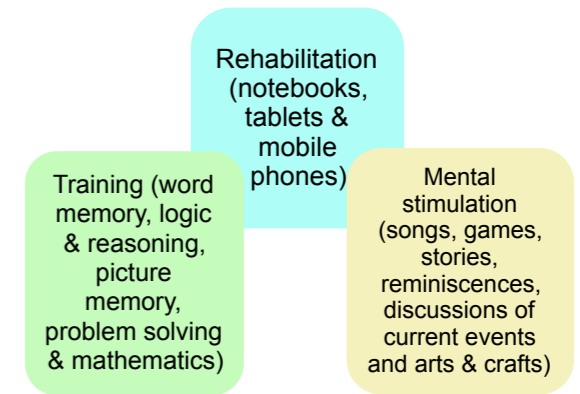 Rehabilitation
(notebooks,
tablets &
mobile
phones)
Training (word
memory, logic
& reasoning,
picture
memory,
problem solving
& mathematics)
Mental
stimulation
(songs, games,
stories,
reminiscences,
discussions of
current events
and arts & crafts)